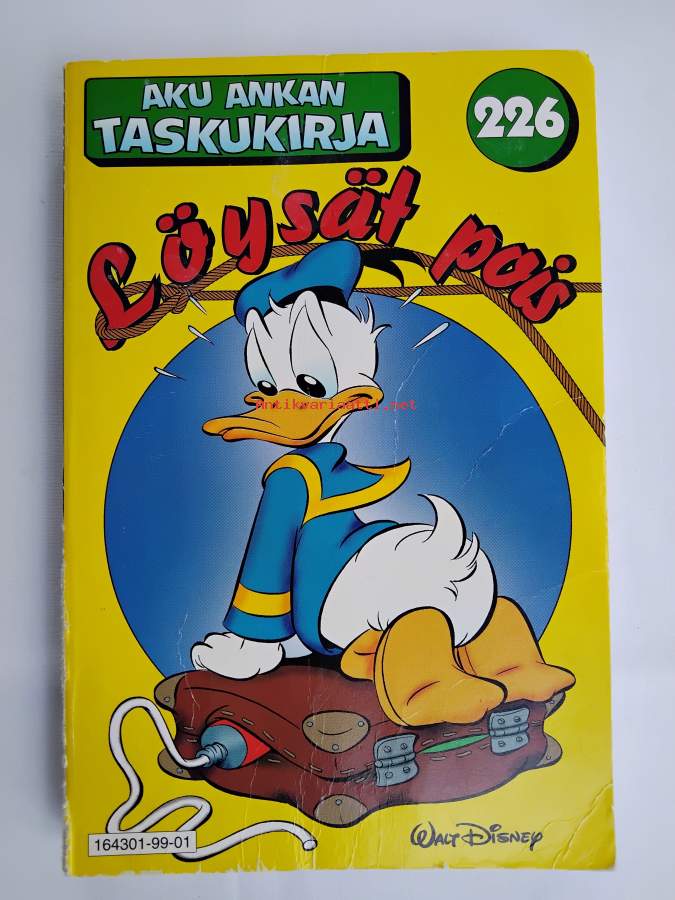 AKU ANKAN
TASKUKIRJA
226
Löysät pois
Antikvariaatti.net
164301-99-01
WALT DISNEY